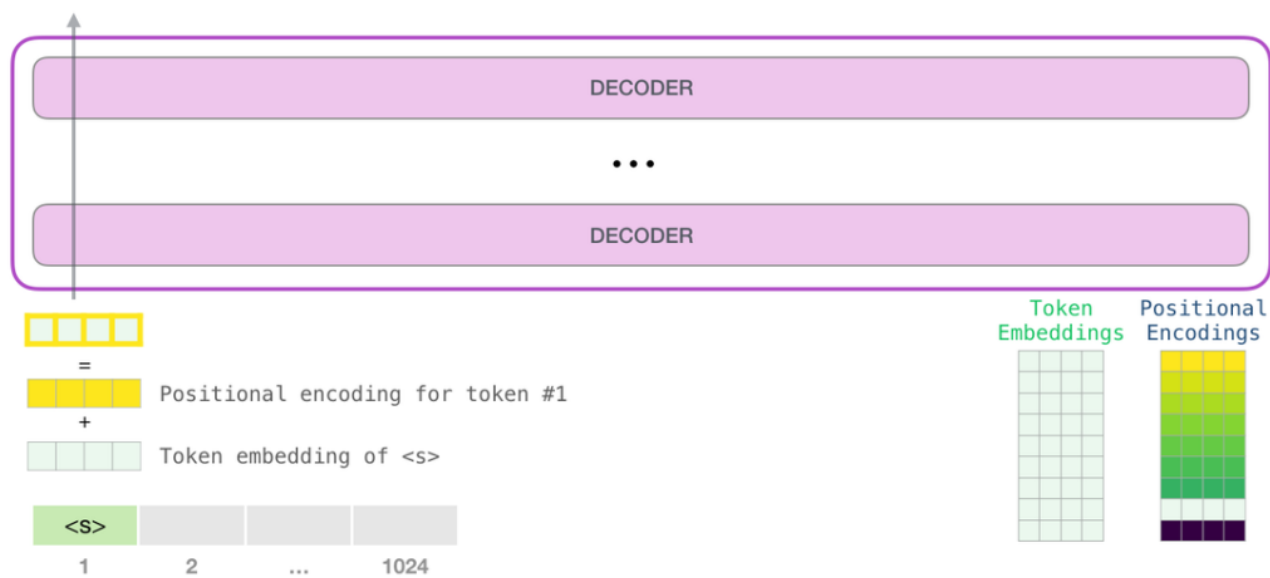 DECODER
...
DECODER
Token
Embeddings
Positional
Encodings
=
Positional encoding for token #1
+
Token embedding of <s>
<s>
1 2 ... 1024